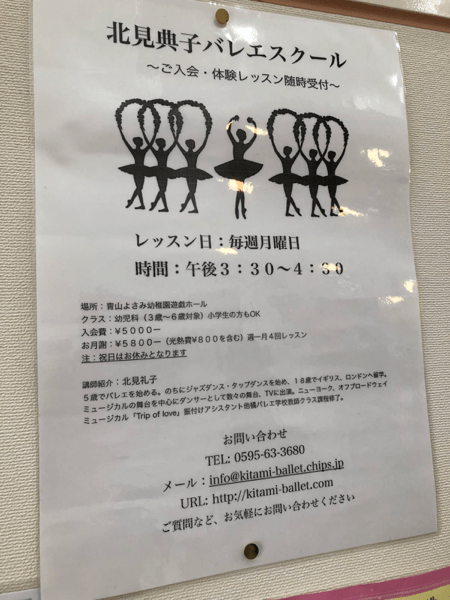 北見典子バレエスクール
～ご入会・体験レッスン随時受付～
レッスン日：毎週月曜日
時間：午後３：３０～４：３０
場所：青山よさみ幼稚園遊戯ホール
クラス：幼児科（３歳～６歳対象）小学生の方もOK
入会費：￥５０００ー
お月謝：￥５８００ー（光熱費￥８００を含む）週一月４回レッスン
注：祝日はお休みとなります
講師紹介：北見礼子
５歳でバレエを始める。のちにジャズダンス・タップダンスを始め、１８歳でイギリス、ロンドンへ留学。
ミュージカルの舞台を中心にダンサーとして数々の舞台、TVに出演。ニューヨーク、オフブロードウェイ
ミュージカル「Trip of love」振付けアシスタント他橘バレエ学校教師クラス課程修了。
お問い合わせ
TEL: 0595-63-3680
メール：info@kitami-ballet.chips.jp
URL: http://kitami-ballet.com
ご質問など、お気軽にお問い合わせください